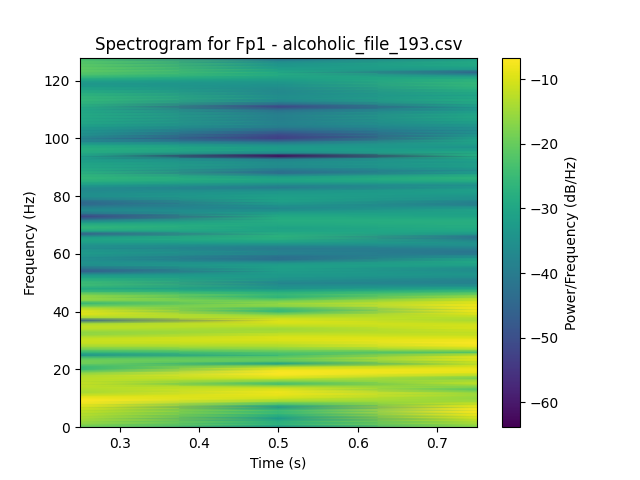 Spectrogram for Fp1 - alcoholic_file_193.csv
120
100
80
60
40
20
0
Frequency (Hz)
0.3 0.4 0.5 0.6 0.7
Time (s)
−10
−20
−30
−40
−50
−60
Power/Frequency (dB/Hz)